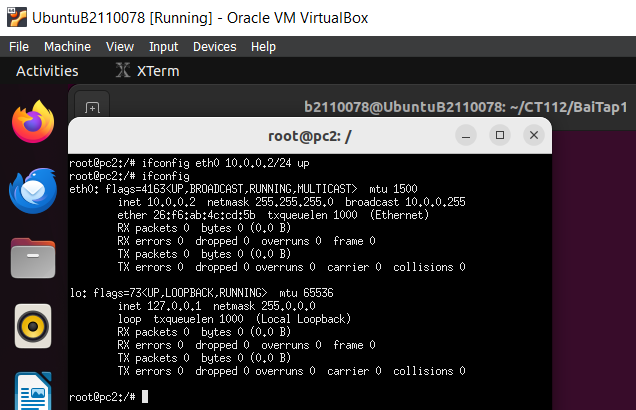 UbuntuB2110078 [Running] - Oracle VM VirtualBox
File Machine View Input Devices Help
Activities XTerm
b2110078@UbuntuB2110078: ~/CT112/BaiTap1
root@pc2: /
root@pc2:/# ifconfig eth0 10.0.0.2/24 up
root@pc2:/# ifconfig
eth0: flags=4163<UP,BROADCAST,RUNNING,MULTICAST>  mtu 1500
        inet 10.0.0.2  netmask 255.255.255.0  broadcast 10.0.0.255
        ether 26:f6:ab:4c:cd:5b  txqueuelen 1000  (Ethernet)
        RX packets 0  bytes 0 (0.0 B)
        RX errors 0  dropped 0  overruns 0  frame 0
        TX packets 0  bytes 0 (0.0 B)
        TX errors 0  dropped 0 overruns 0  carrier 0  collisions 0
lo: flags=73<UP,LOOPBACK,RUNNING>  mtu 65536
        inet 127.0.0.1  netmask 255.0.0.0
        loop  txqueuelen 1000  (Local Loopback)
        RX packets 0  bytes 0 (0.0 B)
        RX errors 0  dropped 0  overruns 0  frame 0
        TX packets 0  bytes 0 (0.0 B)
        TX errors 0  dropped 0 overruns 0  carrier 0  collisions 0
root@pc2:/#